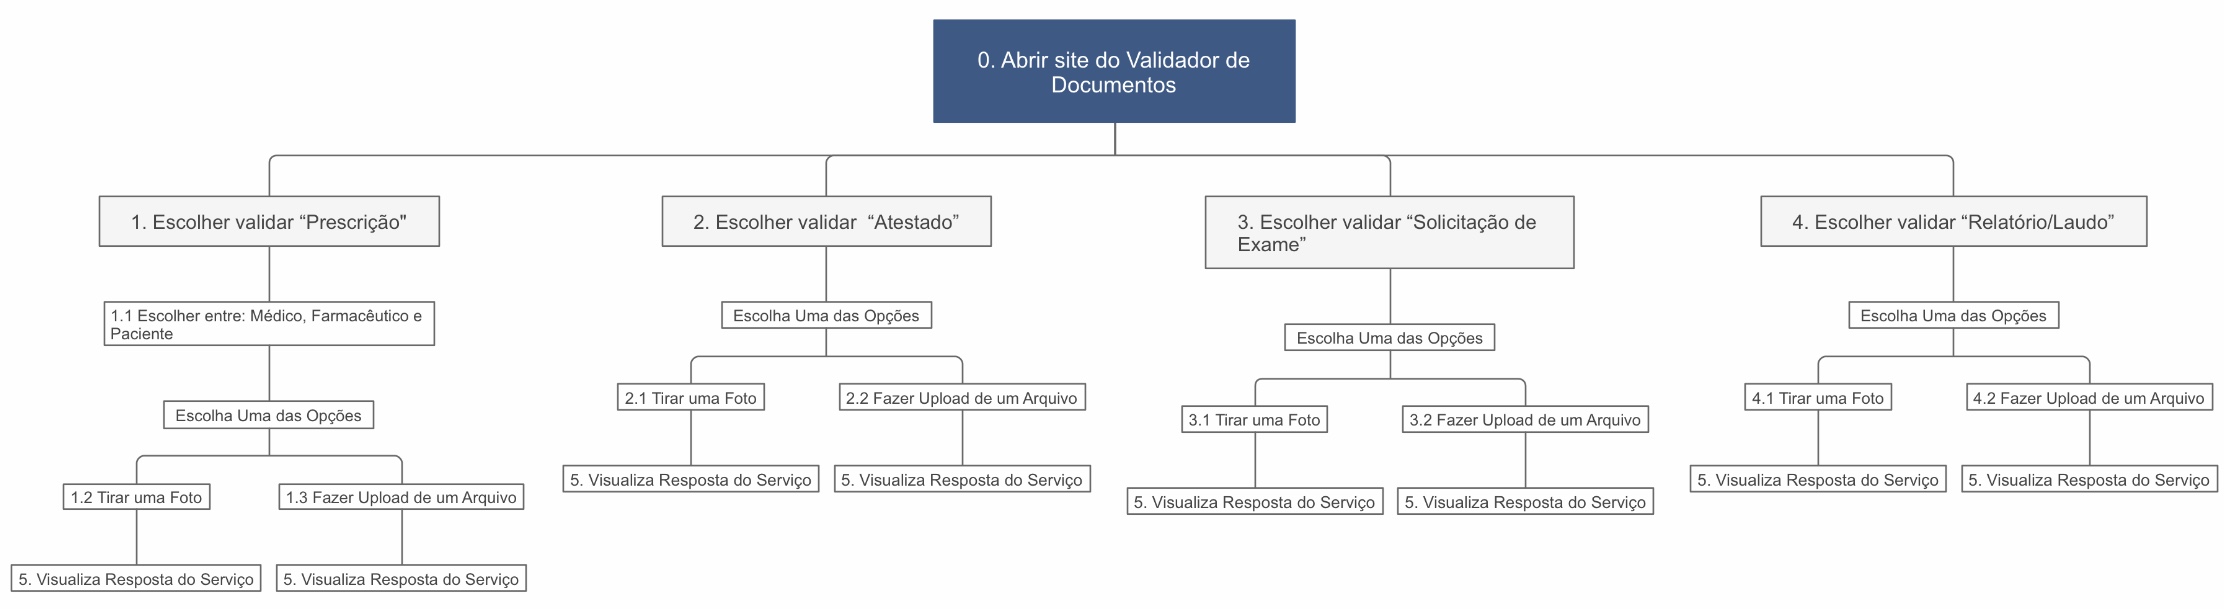 0. Abrir site do Validador de
Documentos
1. Escolher validar “Prescrição"
2. Escolher validar “Atestado”
3. Escolher validar “Solicitação de
Exame”
4. Escolher validar “Relatório/Laudo”
1.1 Escolher entre: Médico, Farmacêutico e
Paciente
Escolha Uma das Opções
Escolha Uma das Opções
Escolha Uma das Opções
Escolha Uma das Opções
1.2 Tirar uma Foto
1.3 Fazer Upload de um Arquivo
2.1 Tirar uma Foto
2.2 Fazer Upload de um Arquivo
3.1 Tirar uma Foto
3.2 Fazer Upload de um Arquivo
4.1 Tirar uma Foto
4.2 Fazer Upload de um Arquivo
5. Visualiza Resposta do Serviço
5. Visualiza Resposta do Serviço
5. Visualiza Resposta do Serviço
5. Visualiza Resposta do Serviço
5. Visualiza Resposta do Serviço
5. Visualiza Resposta do Serviço
5. Visualiza Resposta do Serviço
5. Visualiza Resposta do Serviço